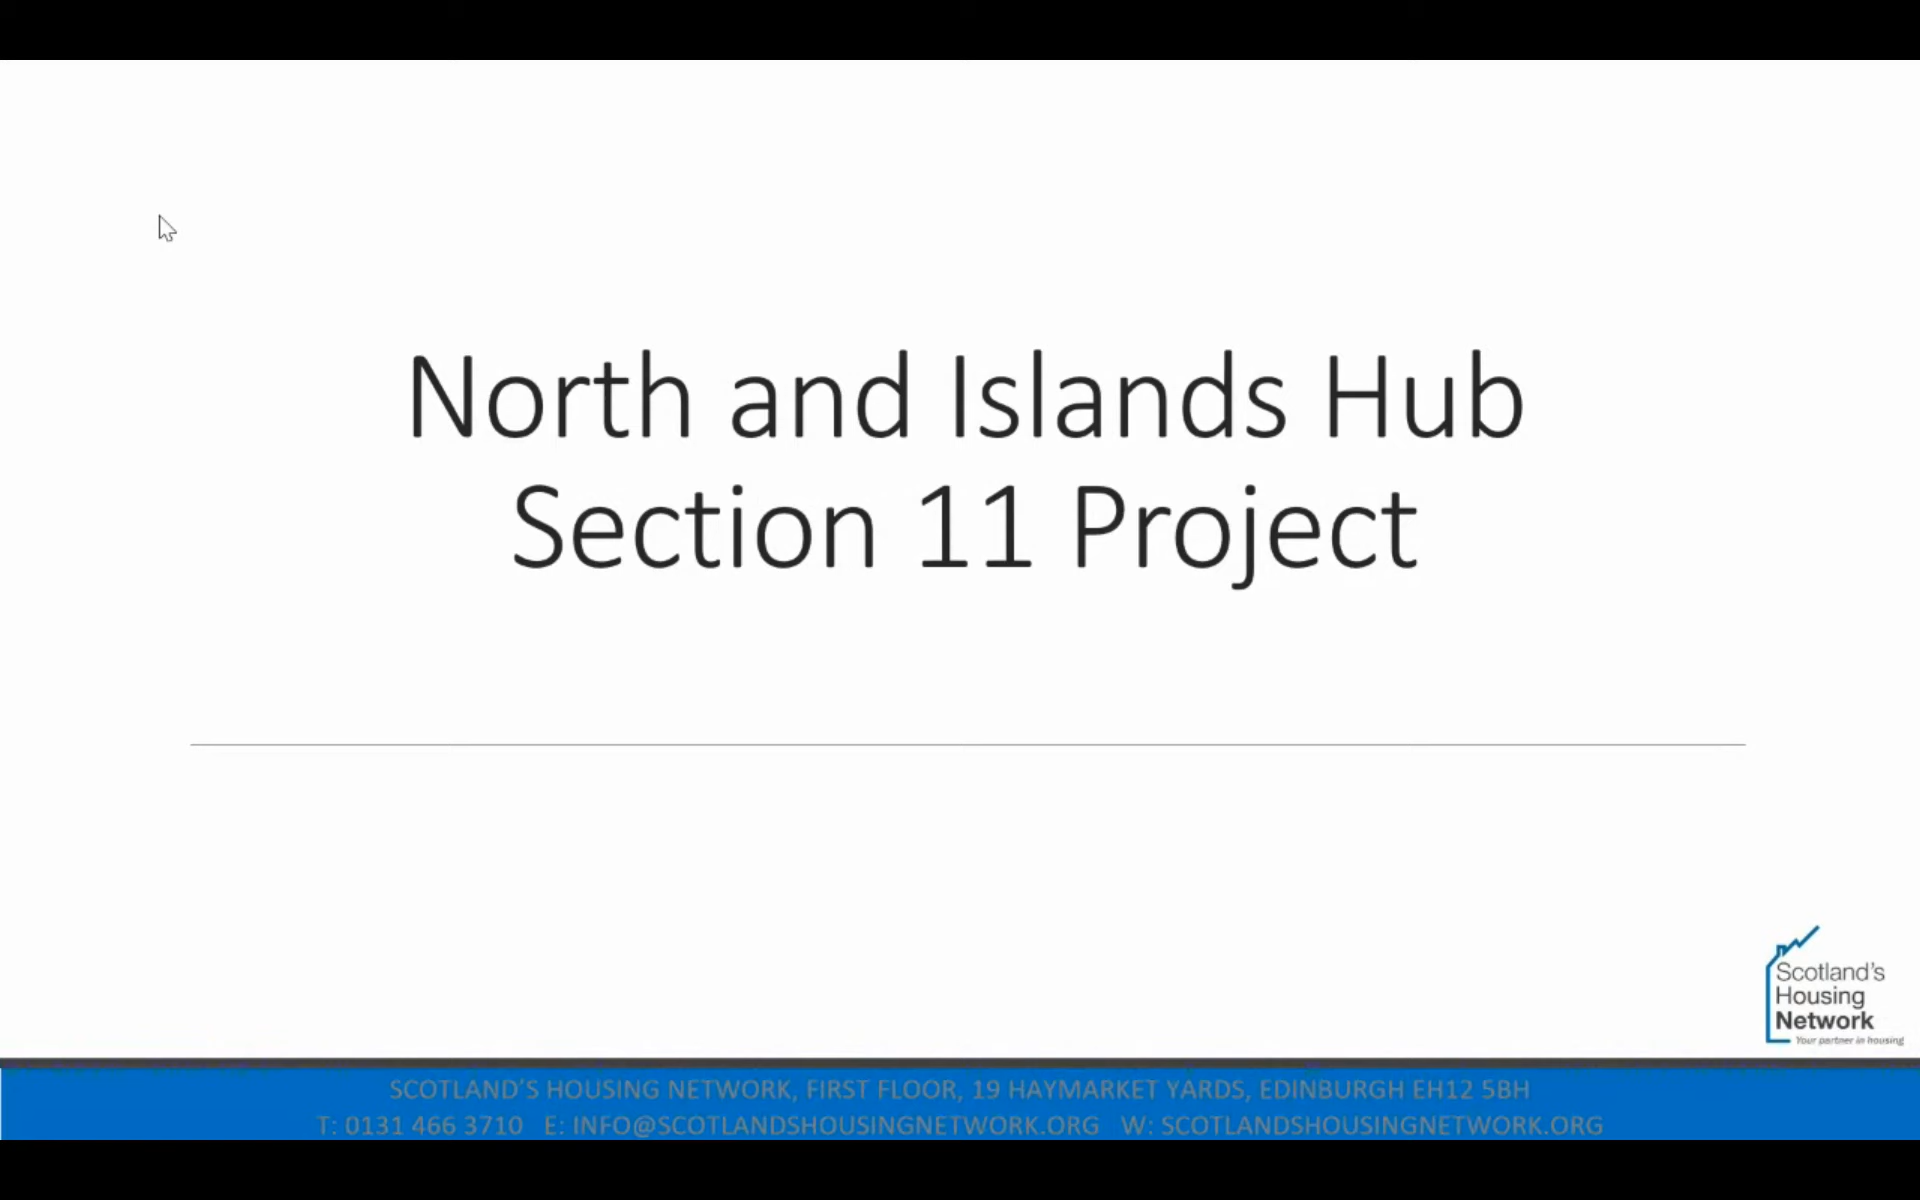 North and Islands Hub
Section 11 Project
Scotland's
Housing
Network
Your partner in housing
SCOTLAND'S HOUSING NETWORK, FIRST FLOOR, 19 HAYMARKET YARDS, EDINBURGH EH12 5BH
T: 0131 466 3710 E: INFO@SCOTLANDSHOUSINGNETWORK.ORG W: SCOTLANDSHOUSINGNETWORK.ORG